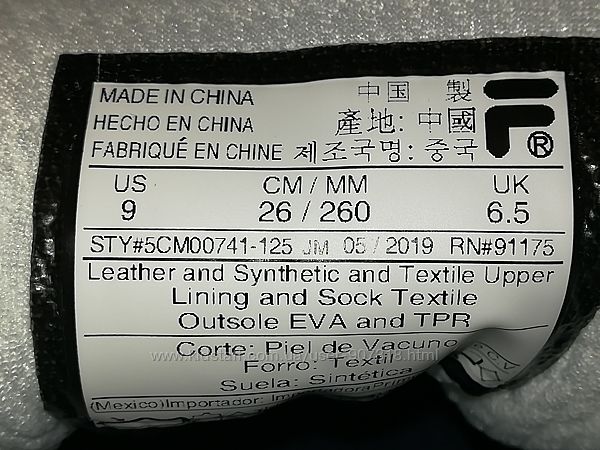 MADE IN CHINA 中国 製
HECHO EN CHINA 產地: 中國
FABRIQUÉ EN CHINE 제조국명: 중국
®
US CM / MM UK
9 26 / 260 6.5
STY#5CM00741-125 JM 05 / 2019 RN#91175
Leather and Synthetic and Textile Upper
Lining and Sock Textile
Outsole EVA and TPR
Corte: Piel de Vacuno
Forro: Textil
Suela: Sintética
(Mexico) Importador: